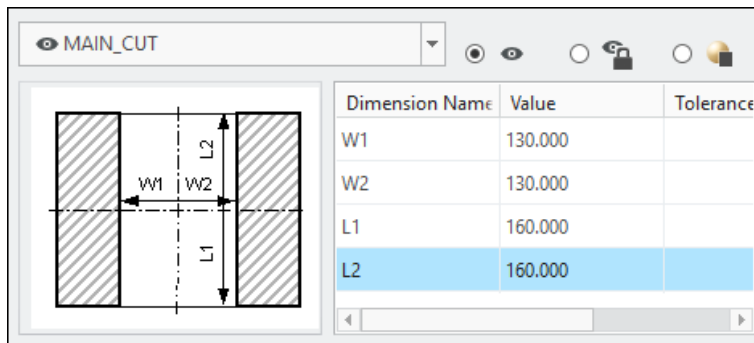 MAIN_CUT
Dimension Name Value Tolerance
W1 130.000
W2 130.000
L1 160.000
L2 160.000
L2
W1 W2
L1